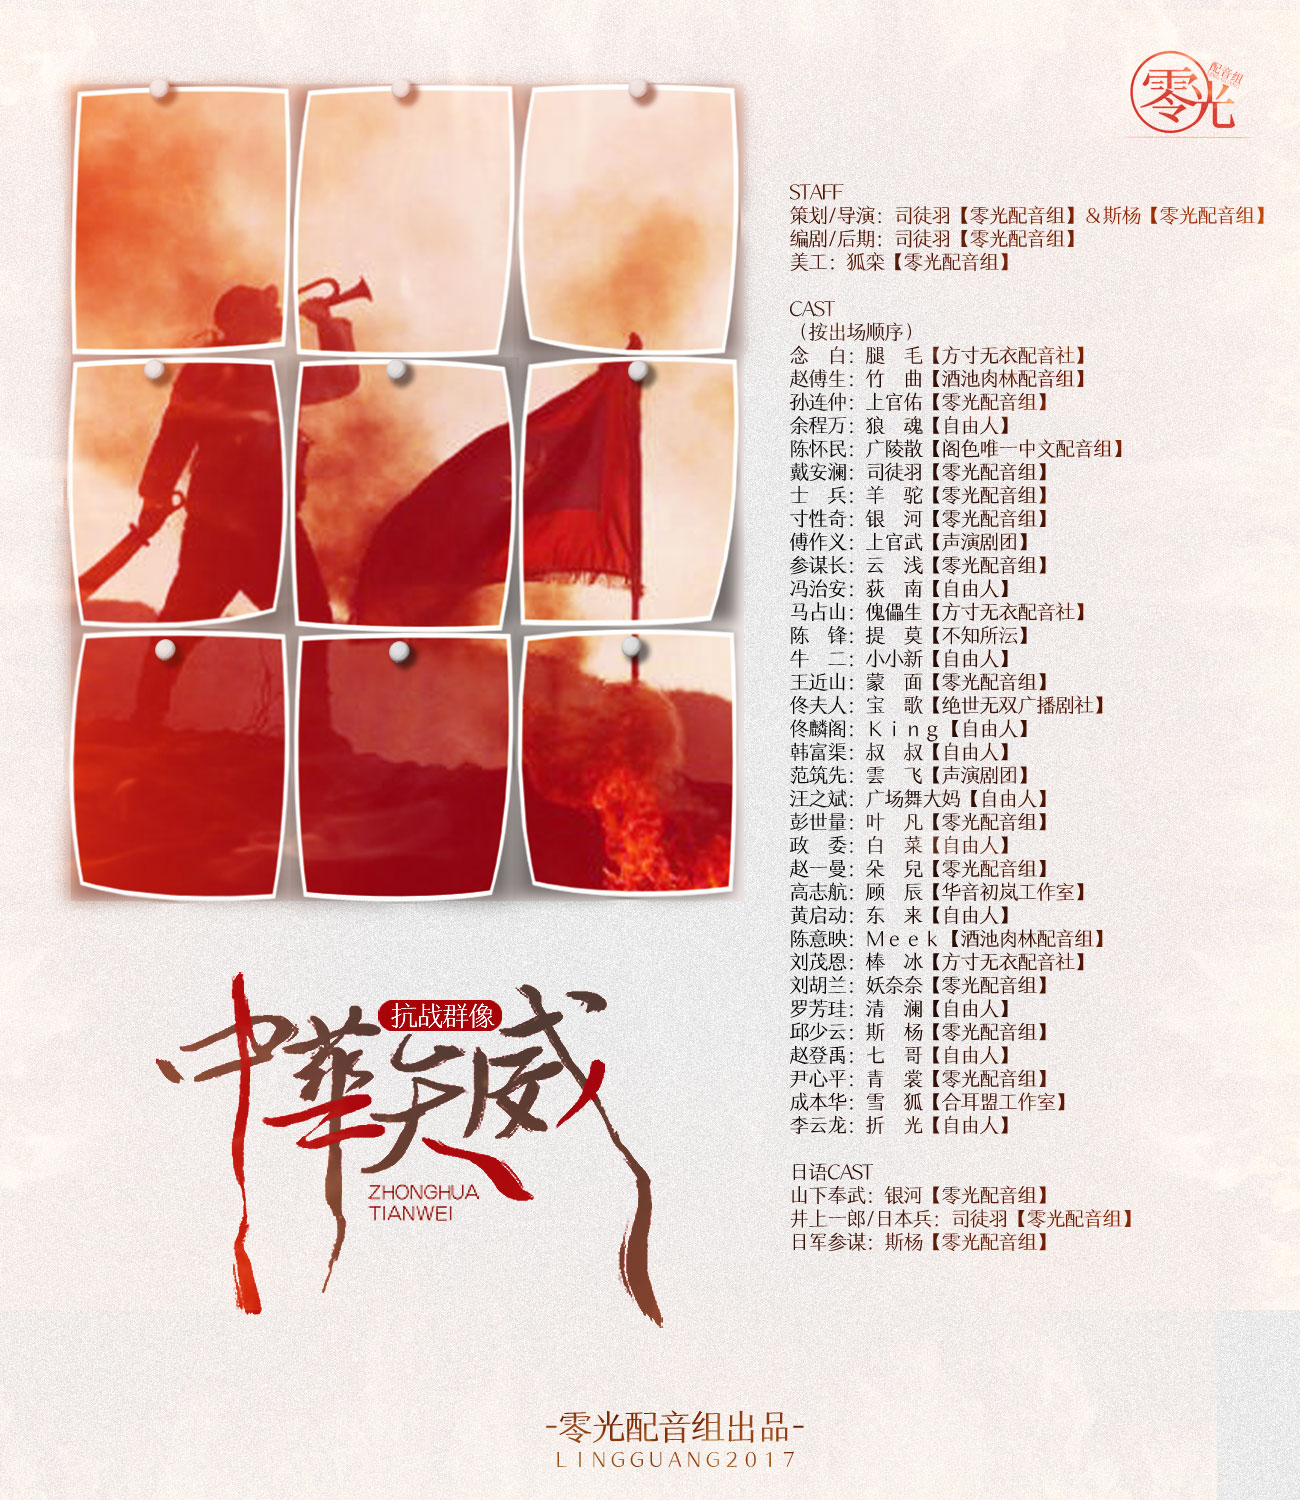 零光
配音组
STAFF
策划/导演：司徒羽【零光配音组】＆斯杨【零光配音组】
编剧/后期：司徒羽【零光配音组】
美工：狐栾【零光配音组】
CAST
（按出场顺序）
念　白：腿　毛【方寸无衣配音社】
赵傅生：竹　曲【酒池肉林配音组】
孙连仲：上官佑【零光配音组】
余程万：狼　魂【自由人】
陈怀民：广陵散【阁色唯一中文配音组】
戴安澜：司徒羽【零光配音组】
士　兵：羊　驼【零光配音组】
寸性奇：银　河【零光配音组】
傅作义：上官武【声演剧团】
参谋长：云　浅【零光配音组】
冯治安：荻　南【自由人】
马占山：傀儡生【方寸无衣配音社】
陈　锋：提　莫【不知所沄】
牛　二：小小新【自由人】
王近山：蒙　面【零光配音组】
佟夫人：宝　歌【绝世无双广播剧社】
佟麟阁：Ｋｉｎｇ【自由人】
韩富渠：叔　叔【自由人】
范筑先：雲　飞【声演剧团】
汪之斌：广场舞大妈【自由人】
彭世量：叶　凡【零光配音组】
政　委：白　菜【自由人】
赵一曼：朵　兒【零光配音组】
高志航：顾　辰【华音初岚工作室】
黄启动：东　来【自由人】
陈意映：Ｍｅｅｋ【酒池肉林配音组】
刘茂恩：棒　冰【方寸无衣配音社】
刘胡兰：妖奈奈【零光配音组】
罗芳珪：清　澜【自由人】
邱少云：斯　杨【零光配音组】
赵登禹：七　哥【自由人】
尹心平：青　裳【零光配音组】
成本华：雪　狐【合耳盟工作室】
李云龙：折　光【自由人】
日语CAST
山下奉武：银河【零光配音组】
井上一郎/日本兵：司徒羽【零光配音组】
日军参谋：斯杨【零光配音组】
抗战群像
中華天威
ZHONGHUA
TIANWEI
-零光配音组出品-
LINGGUANG2017